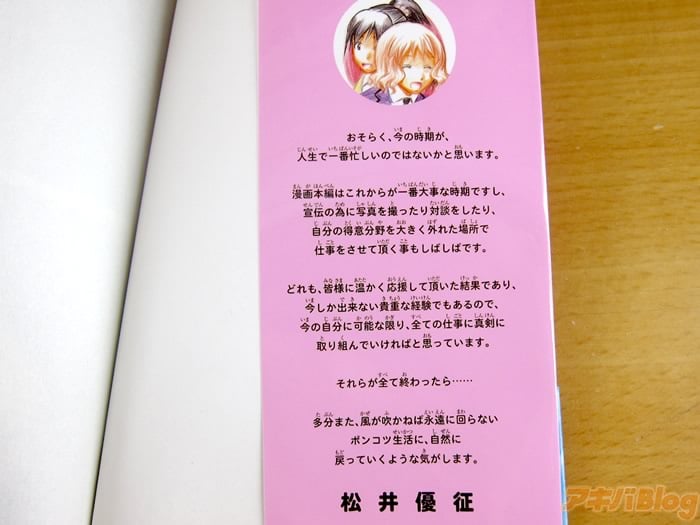 おそらく、今の時期が、
人生で一番忙しいのではないかと思います。
漫画本編はこれからが一番大事な時期ですし、
宣伝の為に写真を撮ったり対談をしたり、
自分の得意分野を大きく外れた場所で
仕事をさせて頂く事もしばしばです。
どれも、皆様に温かく応援して頂いた結果であり、
今しか出来ない貴重な経験でもあるので、
今の自分に可能な限り、全ての仕事に真剣に
取り組んでいければと思っています。
それらが全て終わったら……
多分また、風が吹かねば永遠に回らない
ポンコツ生活に、自然に
戻っていくような気がします。
松井優征
アキバBlog